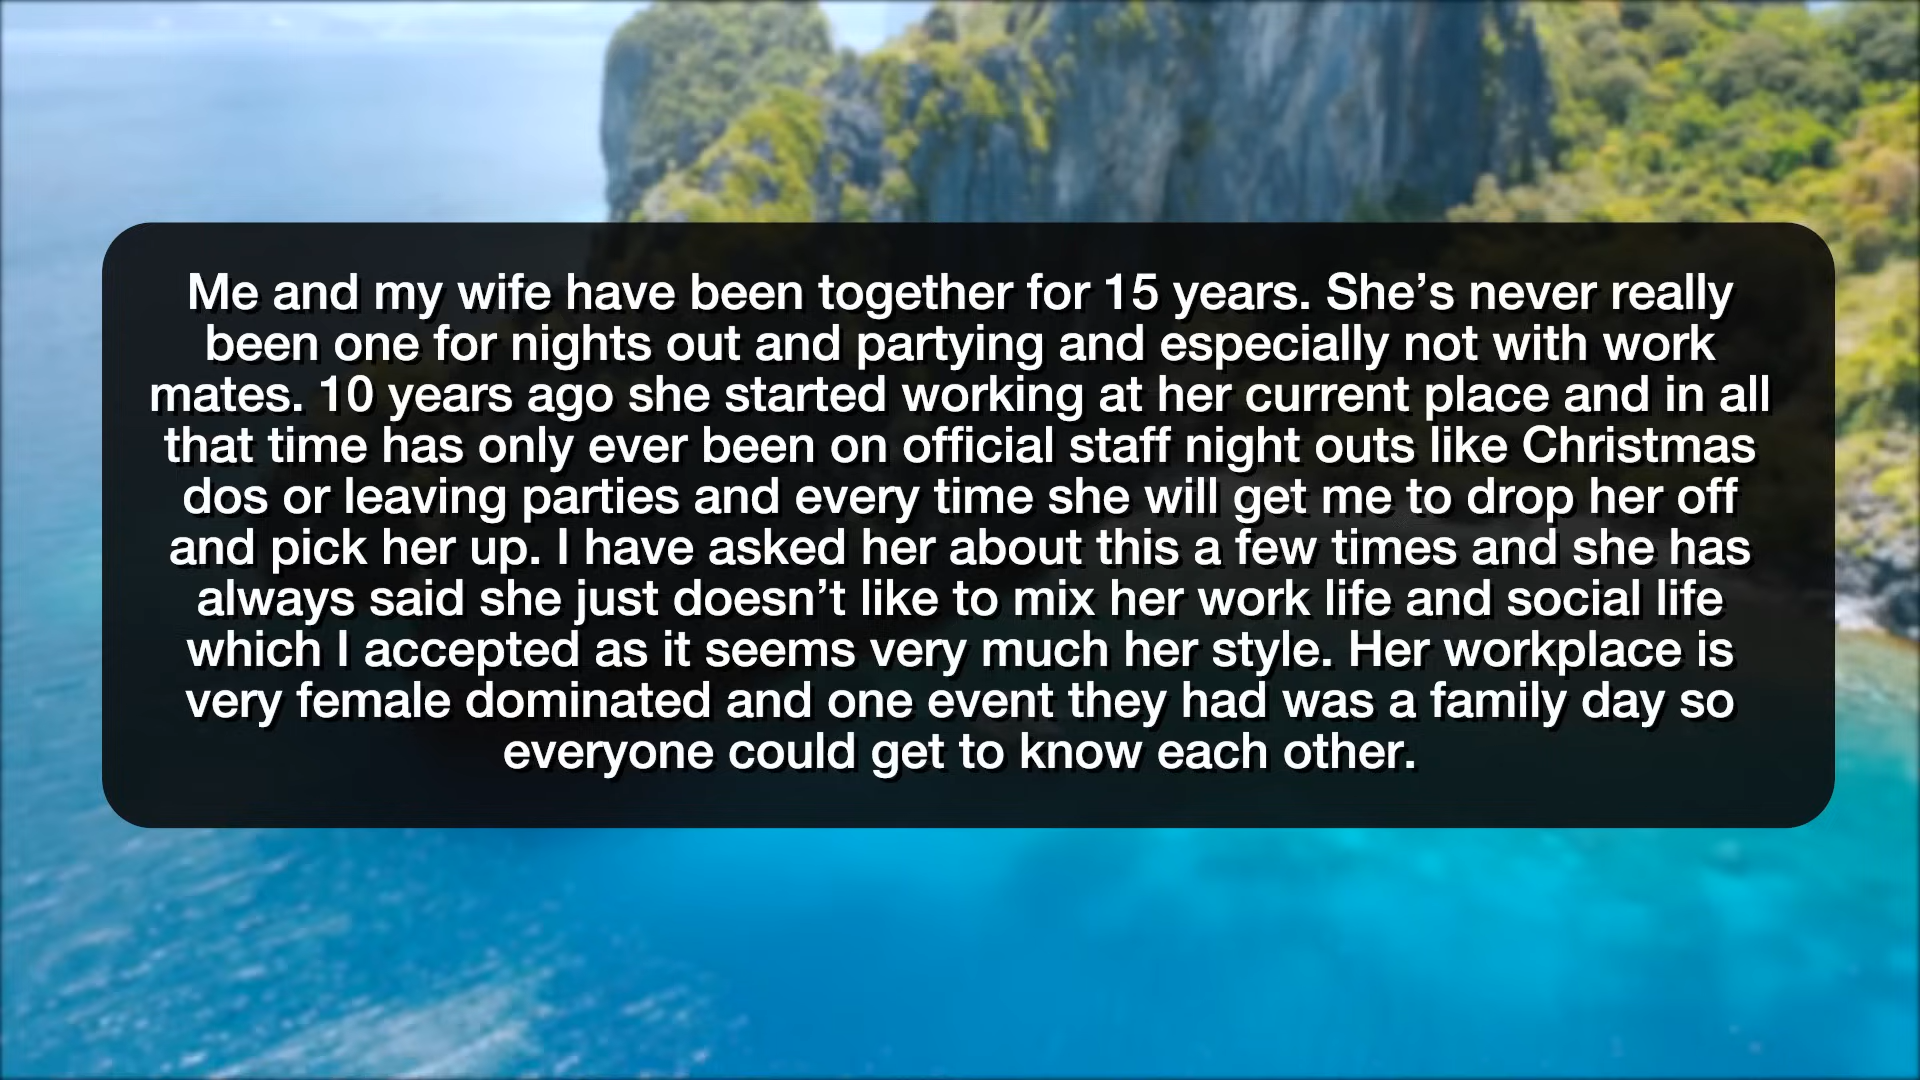 Me and my wife have been together for 15 years. She’s never really
been one for nights out and partying and especially not with work
mates. 10 years ago she started working at her current place and in all
that time has only ever been on official staff night outs like Christmas
dos or leaving parties and every time she will get me to drop her off
and pick her up. I have asked her about this a few times and she has
always said she just doesn’t like to mix her work life and social life
which I accepted as it seems very much her style. Her workplace is
very female dominated and one event they had was a family day so
everyone could get to know each other.